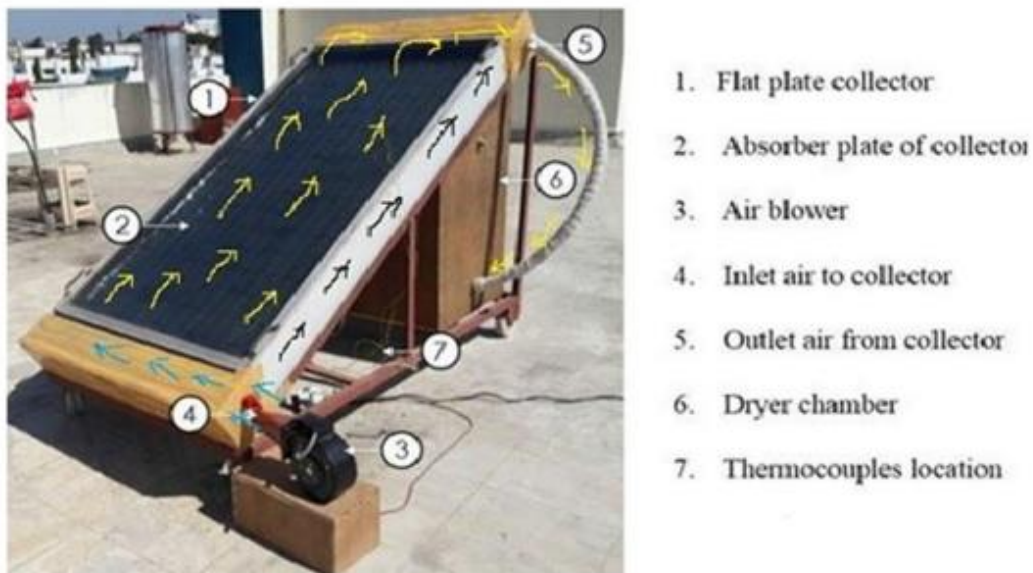 1
2
3
4
5
6
7
1. Flat plate collector
2. Absorber plate of collector
3. Air blower
4. Inlet air to collector
5. Outlet air from collector
6. Dryer chamber
7. Thermocouples location